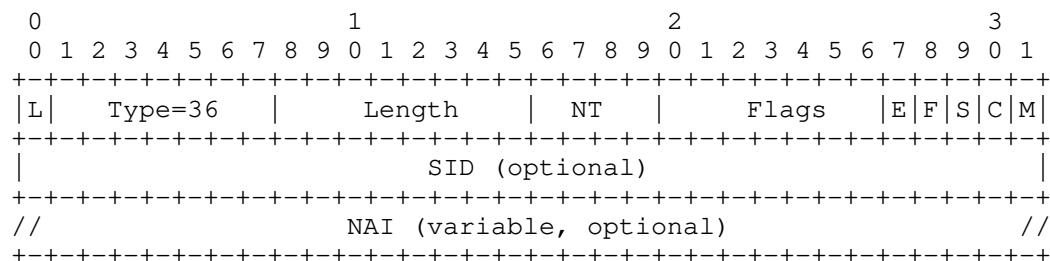 0                   1                   2                   3
 0 1 2 3 4 5 6 7 8 9 0 1 2 3 4 5 6 7 8 9 0 1 2 3 4 5 6 7 8 9 0 1
+-+-+-+-+-+-+-+-+-+-+-+-+-+-+-+-+-+-+-+-+-+-+-+-+-+-+-+-+-+-+-+-+
|L|   Type=36   |     Length    |  NT   |     Flags     |E|F|S|C|M|
+-+-+-+-+-+-+-+-+-+-+-+-+-+-+-+-+-+-+-+-+-+-+-+-+-+-+-+-+-+-+-+-+
|                         SID (optional)                        |
+-+-+-+-+-+-+-+-+-+-+-+-+-+-+-+-+-+-+-+-+-+-+-+-+-+-+-+-+-+-+-+-+
//                   NAI (variable, optional)                  //
+-+-+-+-+-+-+-+-+-+-+-+-+-+-+-+-+-+-+-+-+-+-+-+-+-+-+-+-+-+-+-+-+